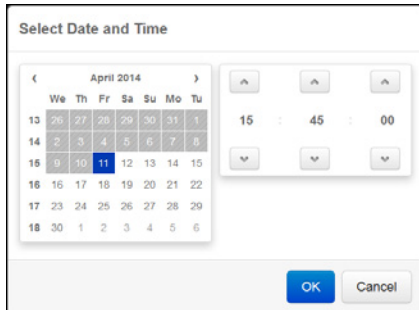 Select Date and Time
‹ April 2014 ›
We Th Fr Sa Su Mo Tu
13 26 27 28 29 30 31 1
14 2 3 4 5 6 7 8
15 9 10 11 12 13 14 15
16 16 17 18 19 20 21 22
17 23 24 25 26 27 28 29
18 30 1 2 3 4 5 6
15 : 45 : 00
OK Cancel